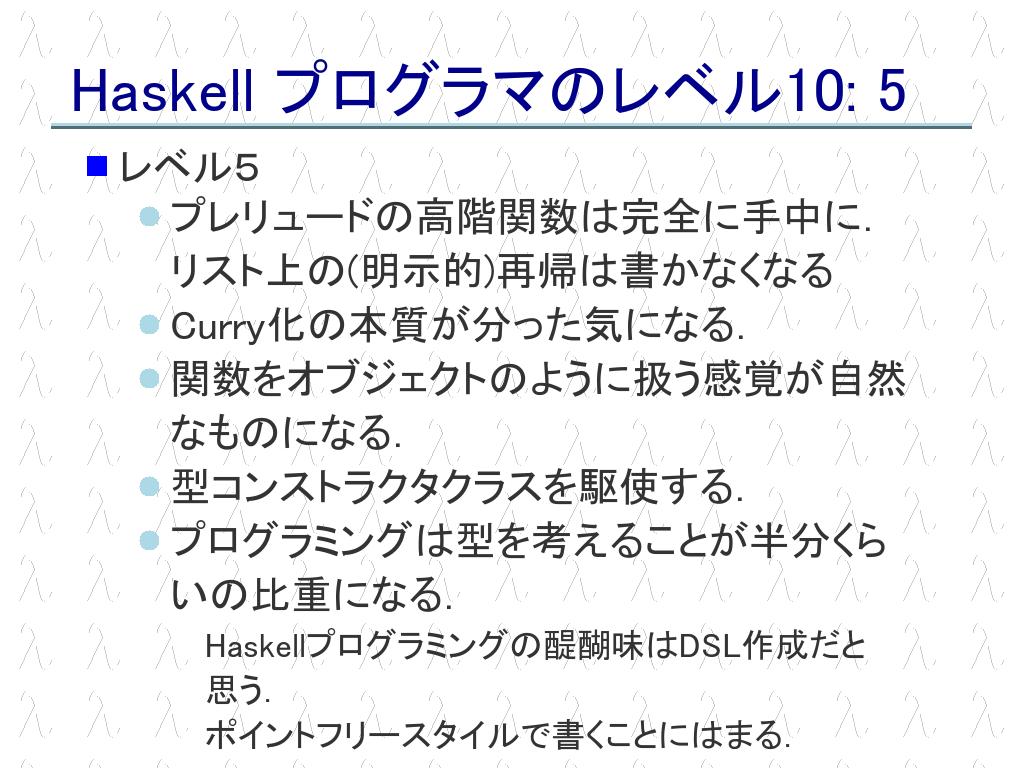 Haskell プログラマのレベル10: 5
レベル5
プレリュードの高階関数は完全に手中に.
リスト上の(明示的)再帰は書かなくなる
Curry化の本質が分った気になる.
関数をオブジェクトのように扱う感覚が自然
なものになる.
型コンストラクタクラスを駆使する.
プログラミングは型を考えることが半分くら
いの比重になる.
Haskellプログラミングの醍醐味はDSL作成だと
思う.
ポイントフリースタイルで書くことにはまる.